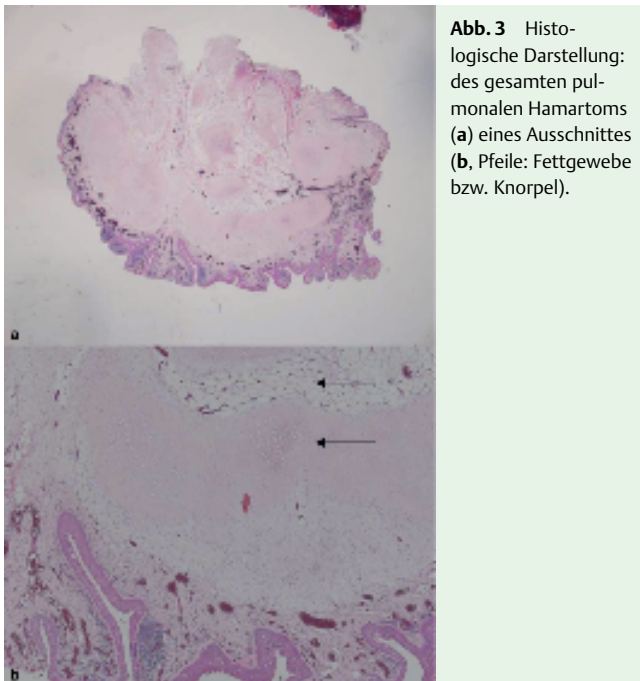 Abb. 3 Histo-
logische Darstellung:
des gesamten pul-
monalen Hamartoms
(a) eines Ausschnittes
(b, Pfeile: Fettgewebe
bzw. Knorpel).
a
b